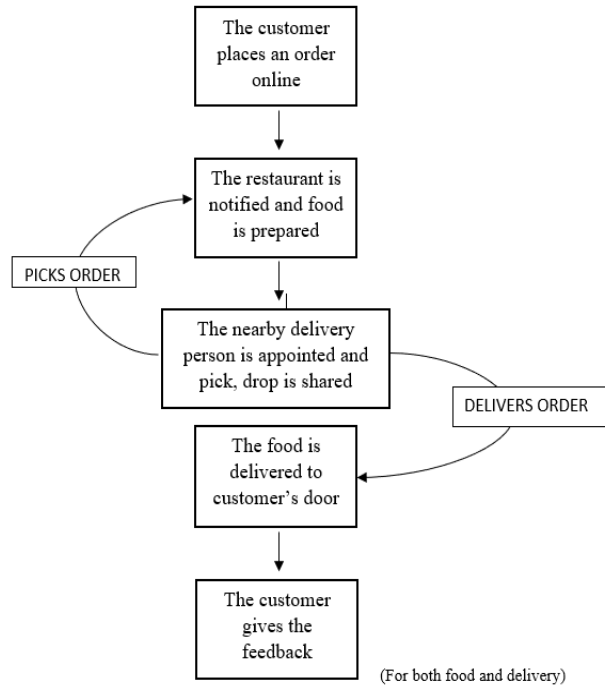 The customer
places an order
online
The restaurant is
notified and food
is prepared
PICKS ORDER
The nearby delivery
person is appointed and
pick, drop is shared
DELIVERS ORDER
The food is
delivered to
customer’s door
The customer
gives the
feedback
(For both food and delivery)